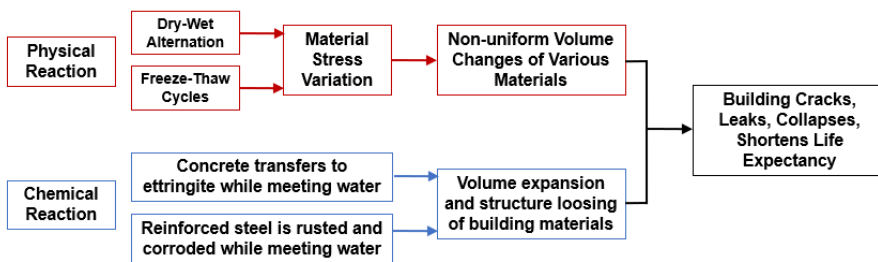 Physical
Reaction
Dry-Wet
Alternation
Freeze-Thaw
Cycles
Material
Stress
Variation
Non-uniform Volume
Changes of Various
Materials
Chemical
Reaction
Concrete transfers to
ettringite while meeting water
Reinforced steel is rusted and
corroded while meeting water
Volume expansion
and structure loosing
of building materials
Building Cracks,
Leaks, Collapses,
Shortens Life
Expectancy